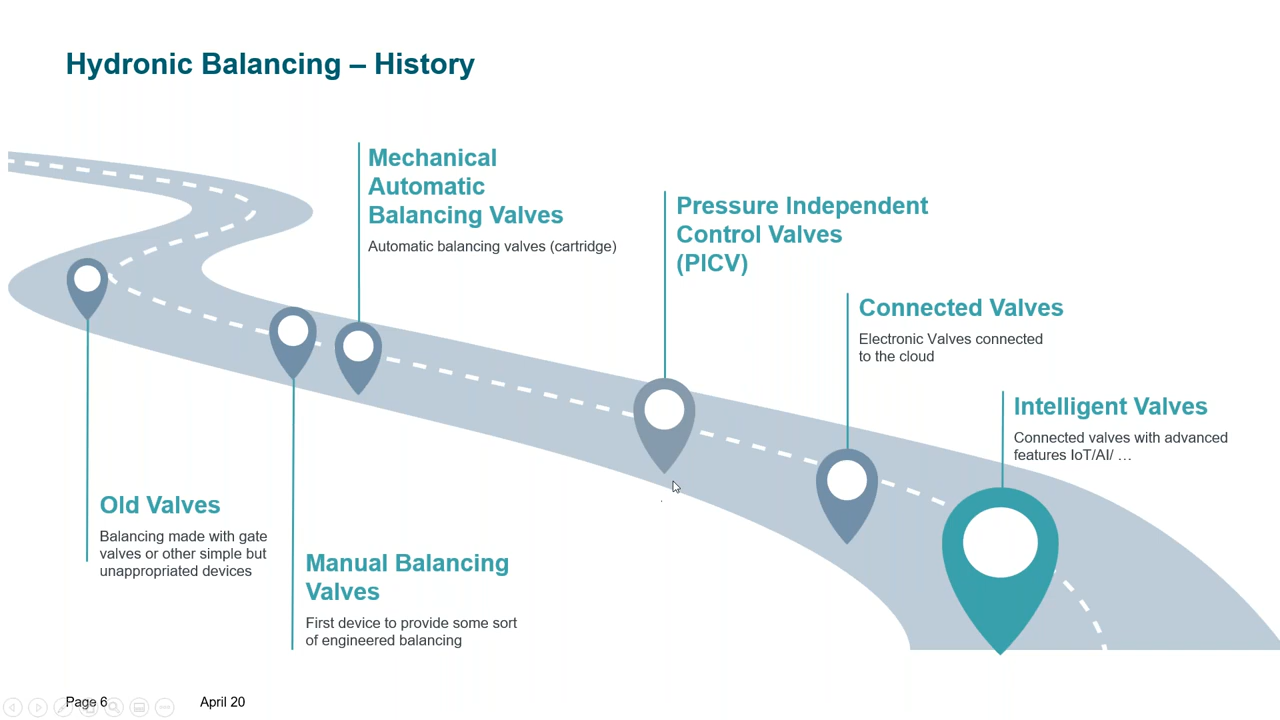 Hydronic Balancing – History
Mechanical
Automatic
Balancing Valves
Automatic balancing valves (cartridge)
Pressure Independent
Control Valves
(PICV)
Connected Valves
Electronic Valves connected
to the cloud
Intelligent Valves
Connected valves with advanced
features IoT/AI/ …
Old Valves
Balancing made with gate
valves or other simple but
unappropriated devices
Manual Balancing
Valves
First device to provide some sort
of engineered balancing
Page 6
April 20